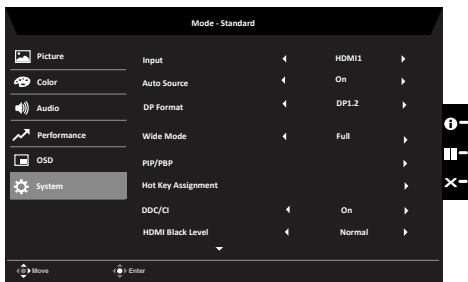 Mode - Standard
Picture
Color
Audio
Performance
OSD
System
Input HDMI1
Auto Source On
DP Format DP1.2
Wide Mode Full
PIP/PBP
Hot Key Assignment
DDC/CI On
HDMI Black Level Normal
Move Enter